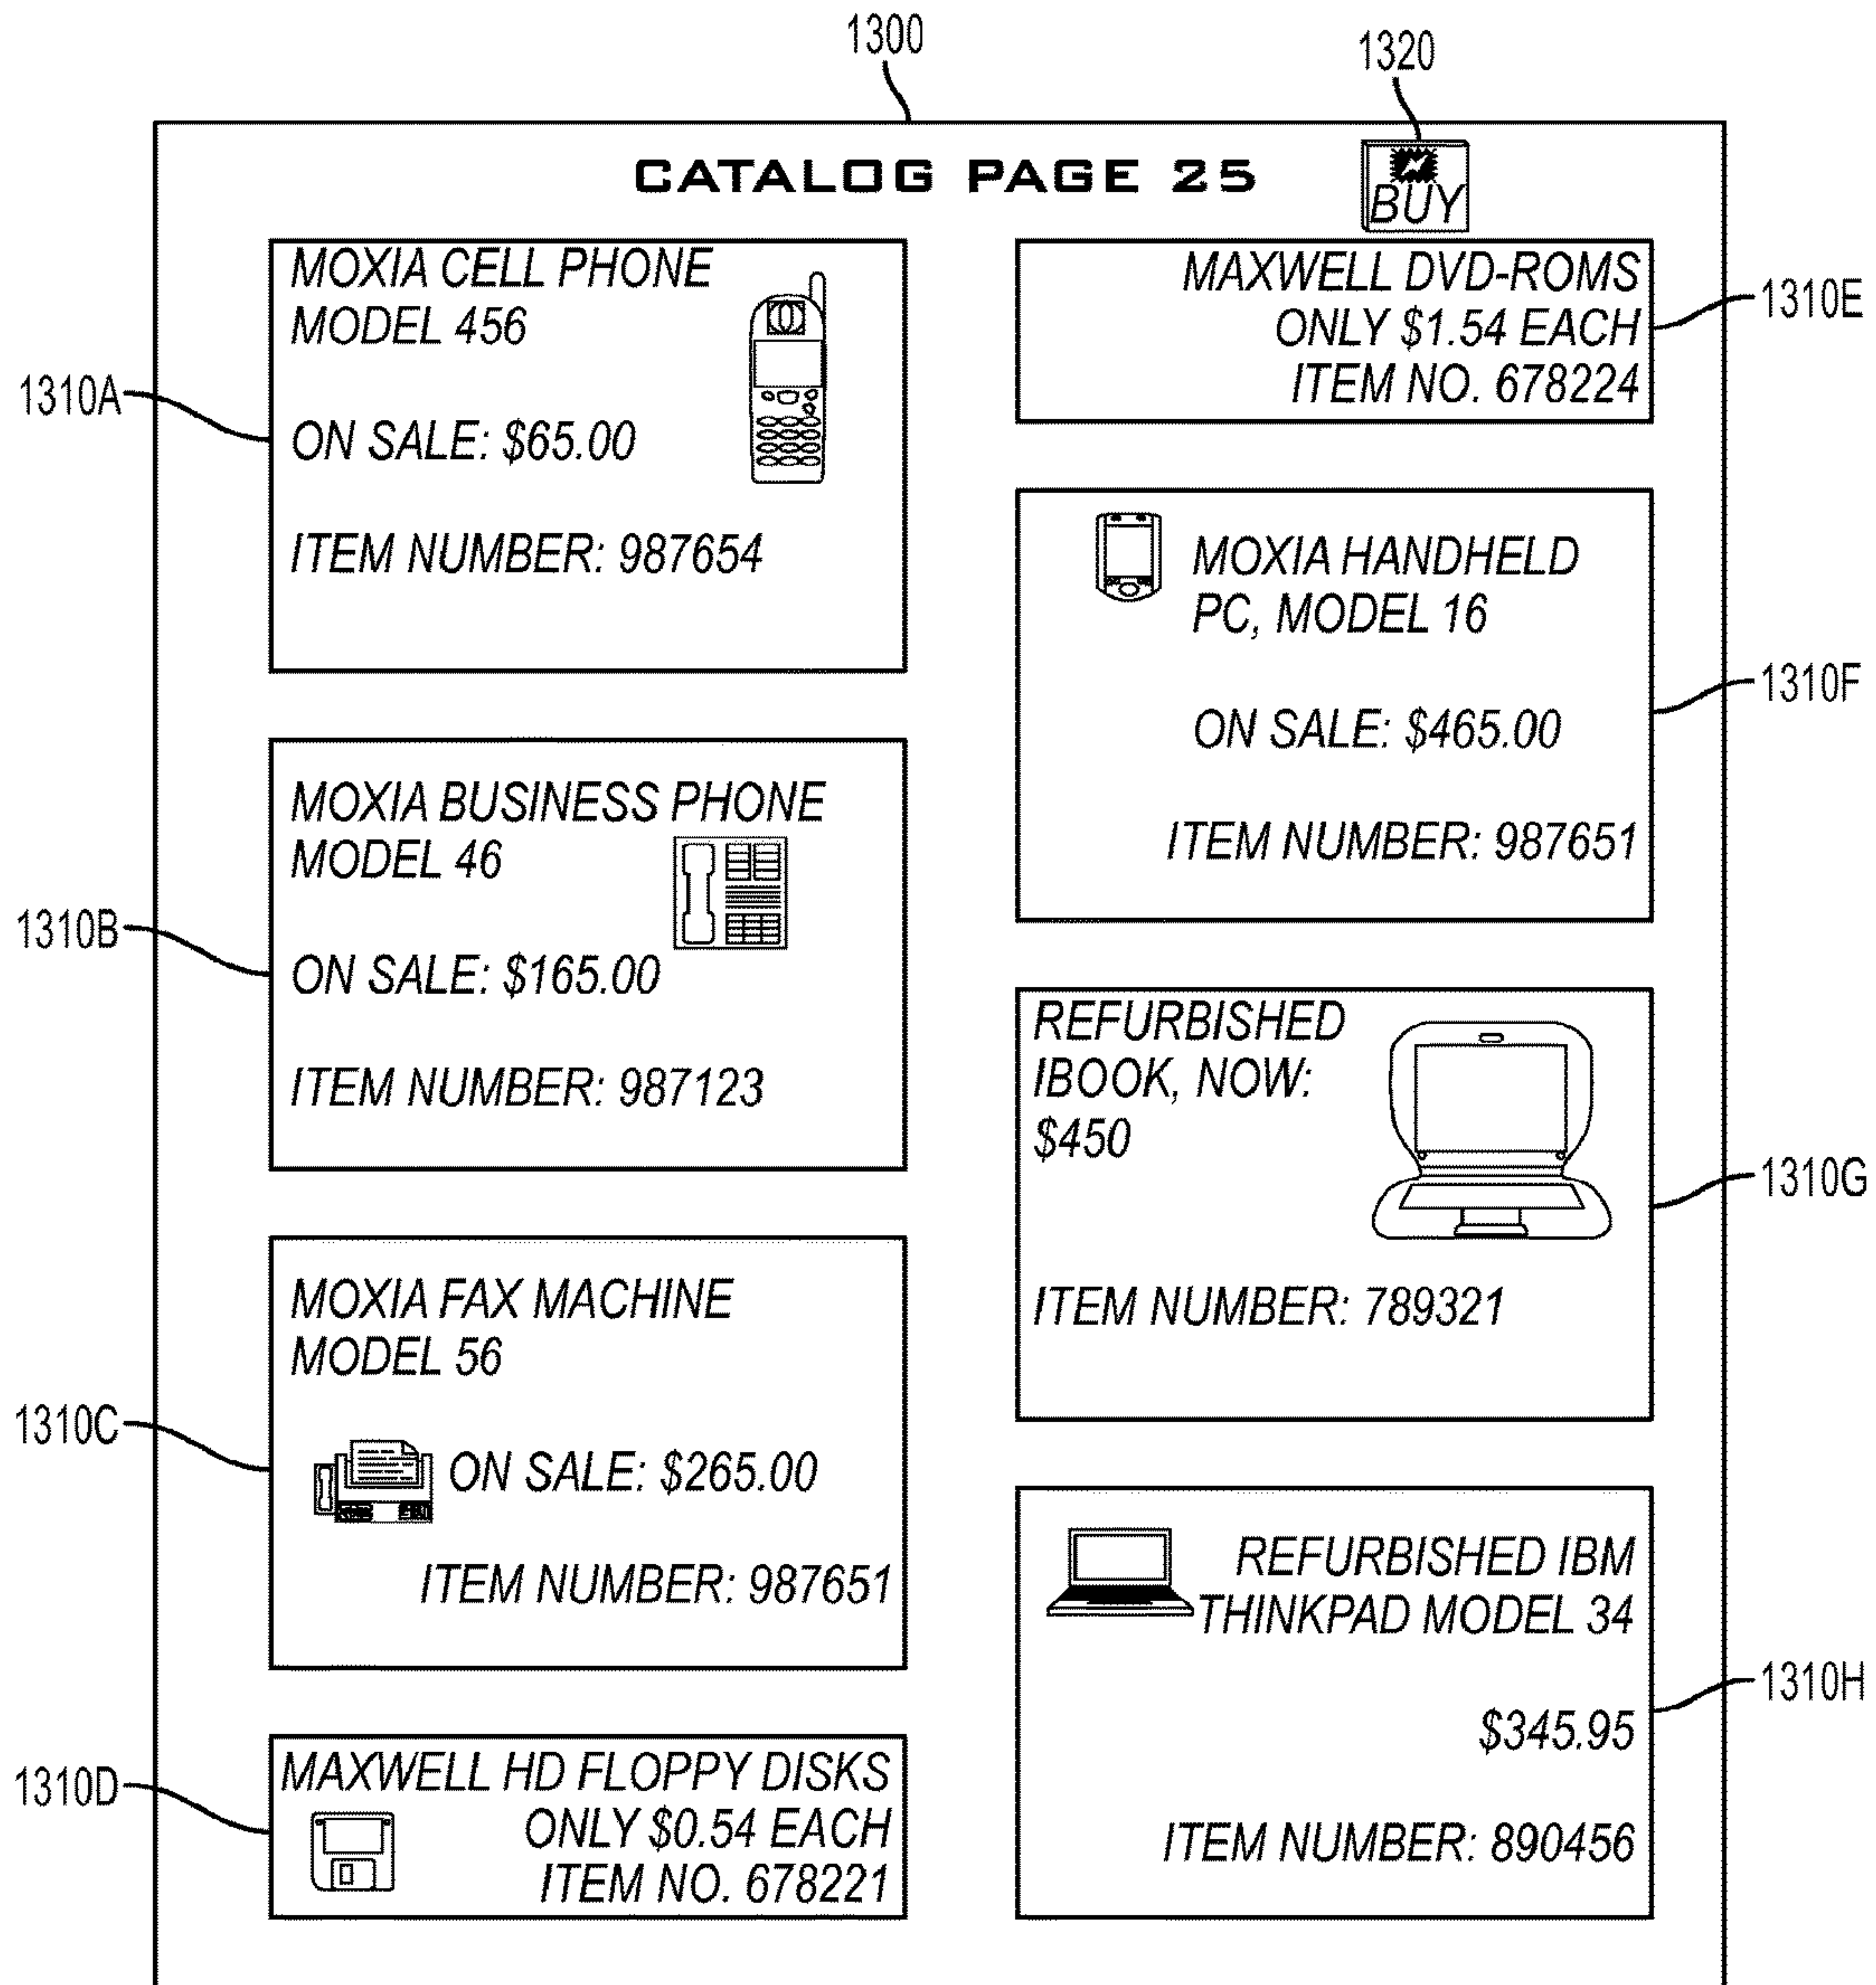 1300
1320
CATALOG PAGE 25
BUY
1310A
MOXIA CELL PHONE
MODEL 456
ON SALE: $65.00
ITEM NUMBER: 987654
1310B
MOXIA BUSINESS PHONE
MODEL 46
ON SALE: $165.00
ITEM NUMBER: 987123
1310C
MOXIA FAX MACHINE
MODEL 56
ON SALE: $265.00
ITEM NUMBER: 987651
1310D
MAXWELL HD FLOPPY DISKS
ONLY $0.54 EACH
ITEM NO. 678221
MAXWELL DVD-ROMS
ONLY $1.54 EACH
ITEM NO. 678224
1310E
MOXIA HANDHELD
PC, MODEL 16
ON SALE: $465.00
ITEM NUMBER: 987651
1310F
REFURBISHED
IBOOK, NOW:
$450
ITEM NUMBER: 789321
1310G
REFURBISHED IBM
THINKPAD MODEL 34
$345.95
ITEM NUMBER: 890456
1310H